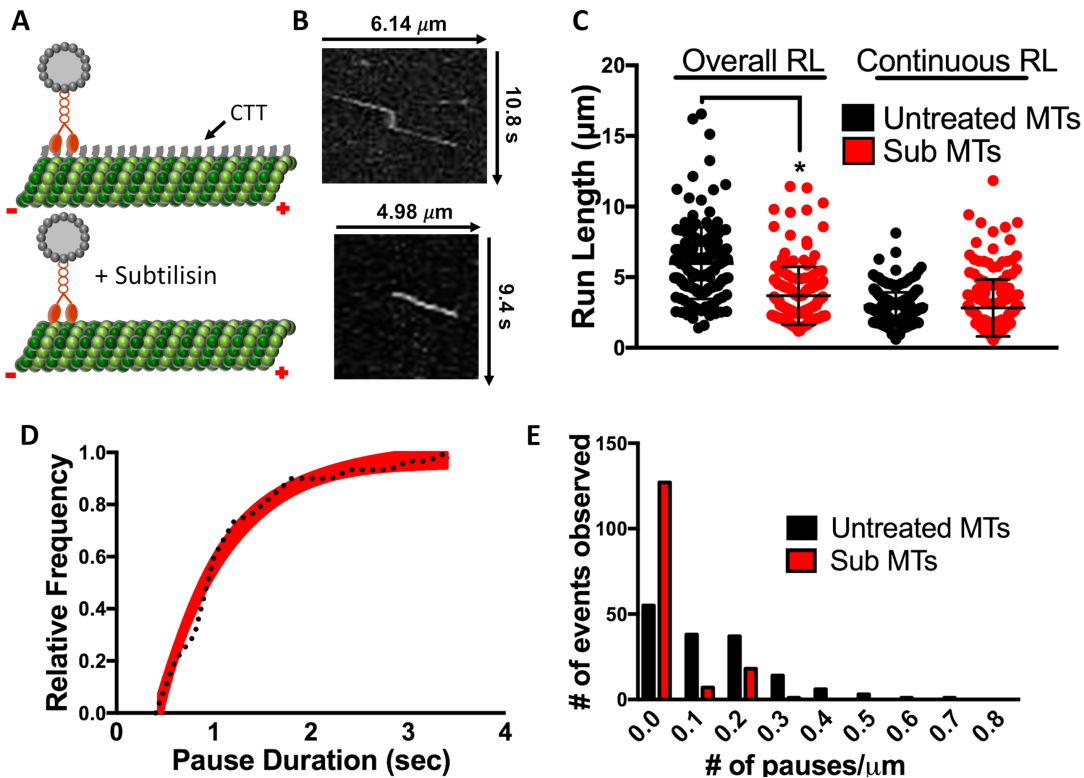 A
CTT
-
+
+ Subtilisin
-
+
B
6.14 μm
10.8 s
4.98 μm
9.4 s
C
Overall RL Continuous RL
Run Length (μm)
20
15
10
5
0
Untreated MTs
Sub MTs
*
D
Relative Frequency
1.0
0.8
0.6
0.4
0.2
0.0
0 1 2 3 4
Pause Duration (sec)
E
# of events observed
150
100
50
0
Untreated MTs
Sub MTs
0.0 0.1 0.2 0.3 0.4 0.5 0.6 0.7 0.8
# of pauses/μm